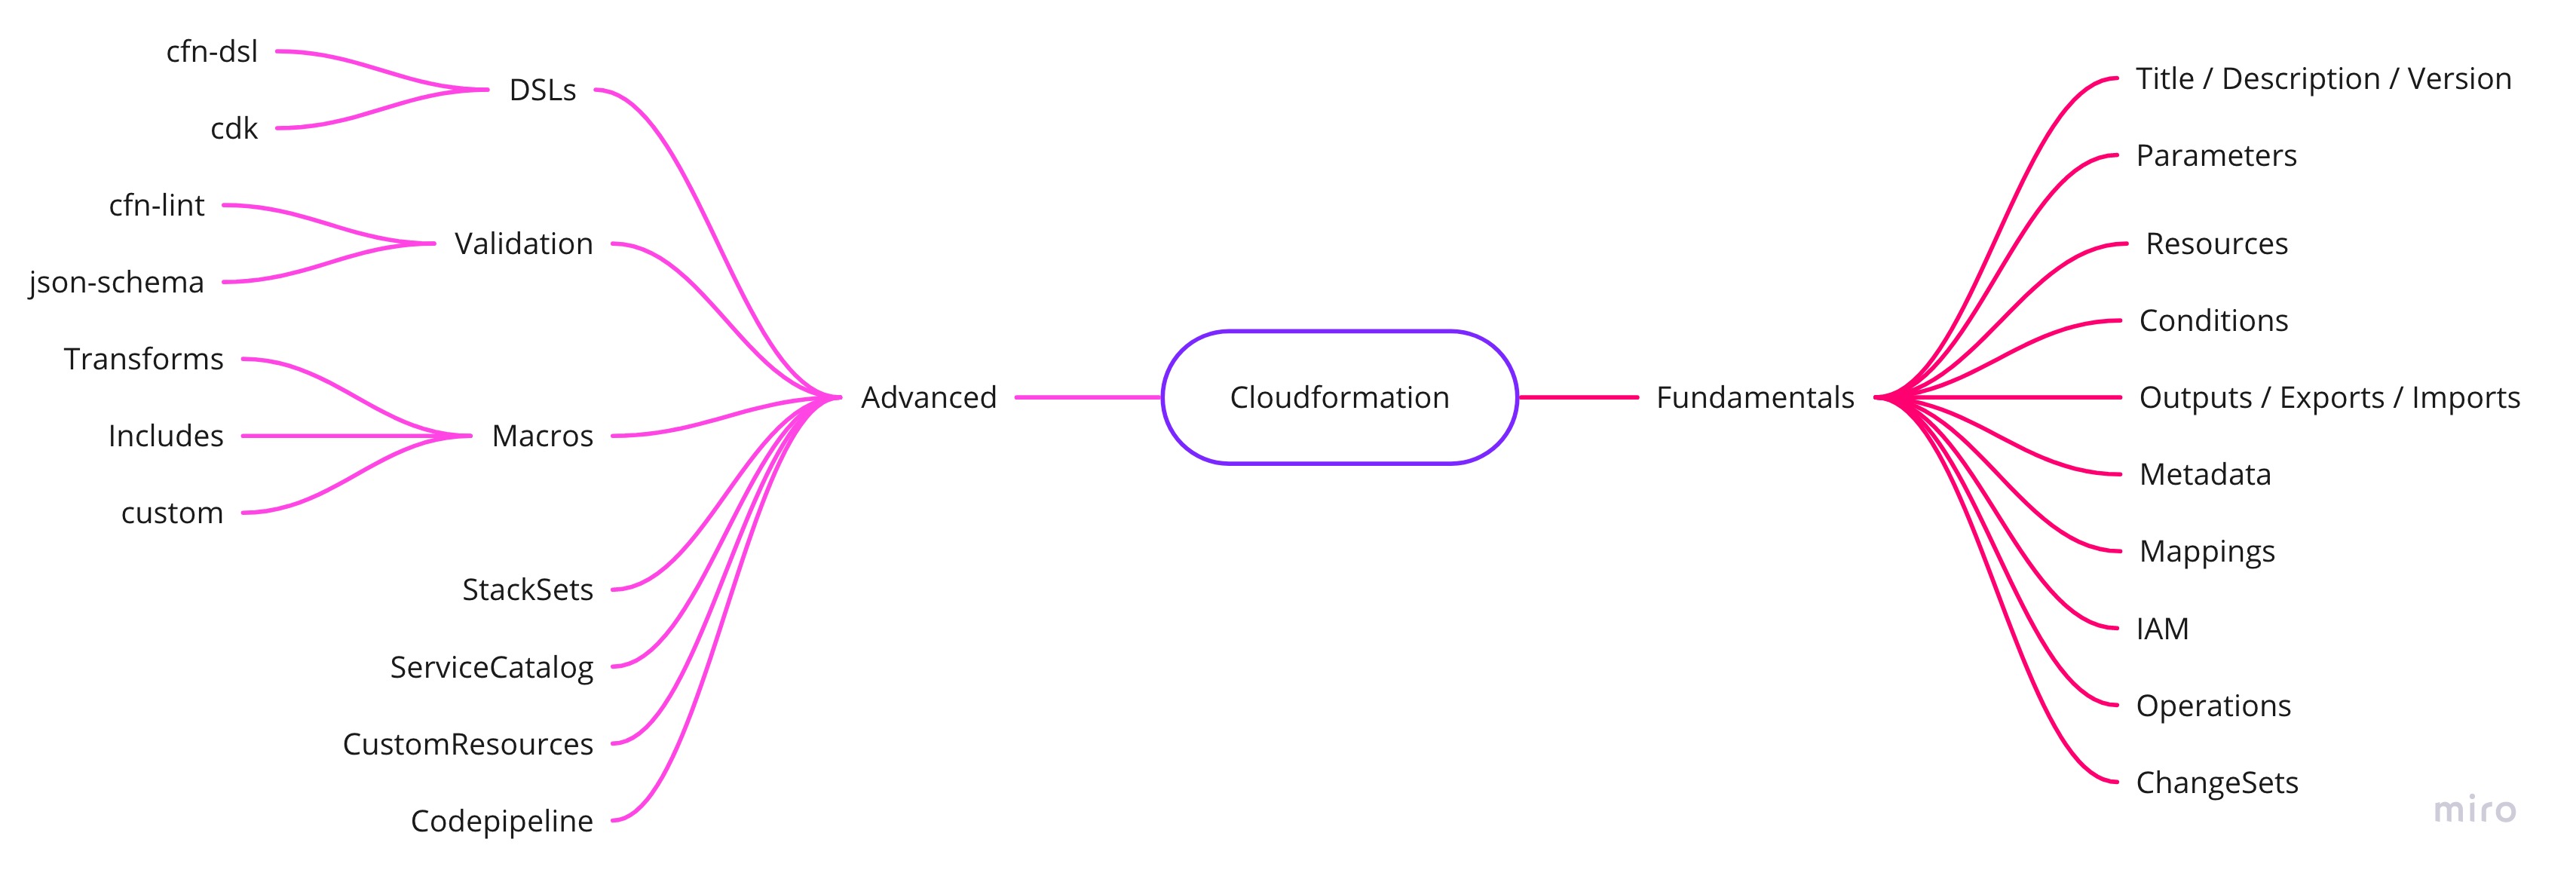 cfn-dsl
cdk
DSLs
cfn-lint
json-schema
Validation
Transforms
Includes
custom
Macros
StackSets
ServiceCatalog
CustomResources
Codepipeline
Advanced
Cloudformation
Fundamentals
Title / Description / Version
Parameters
Resources
Conditions
Outputs / Exports / Imports
Metadata
Mappings
IAM
Operations
ChangeSets
miro